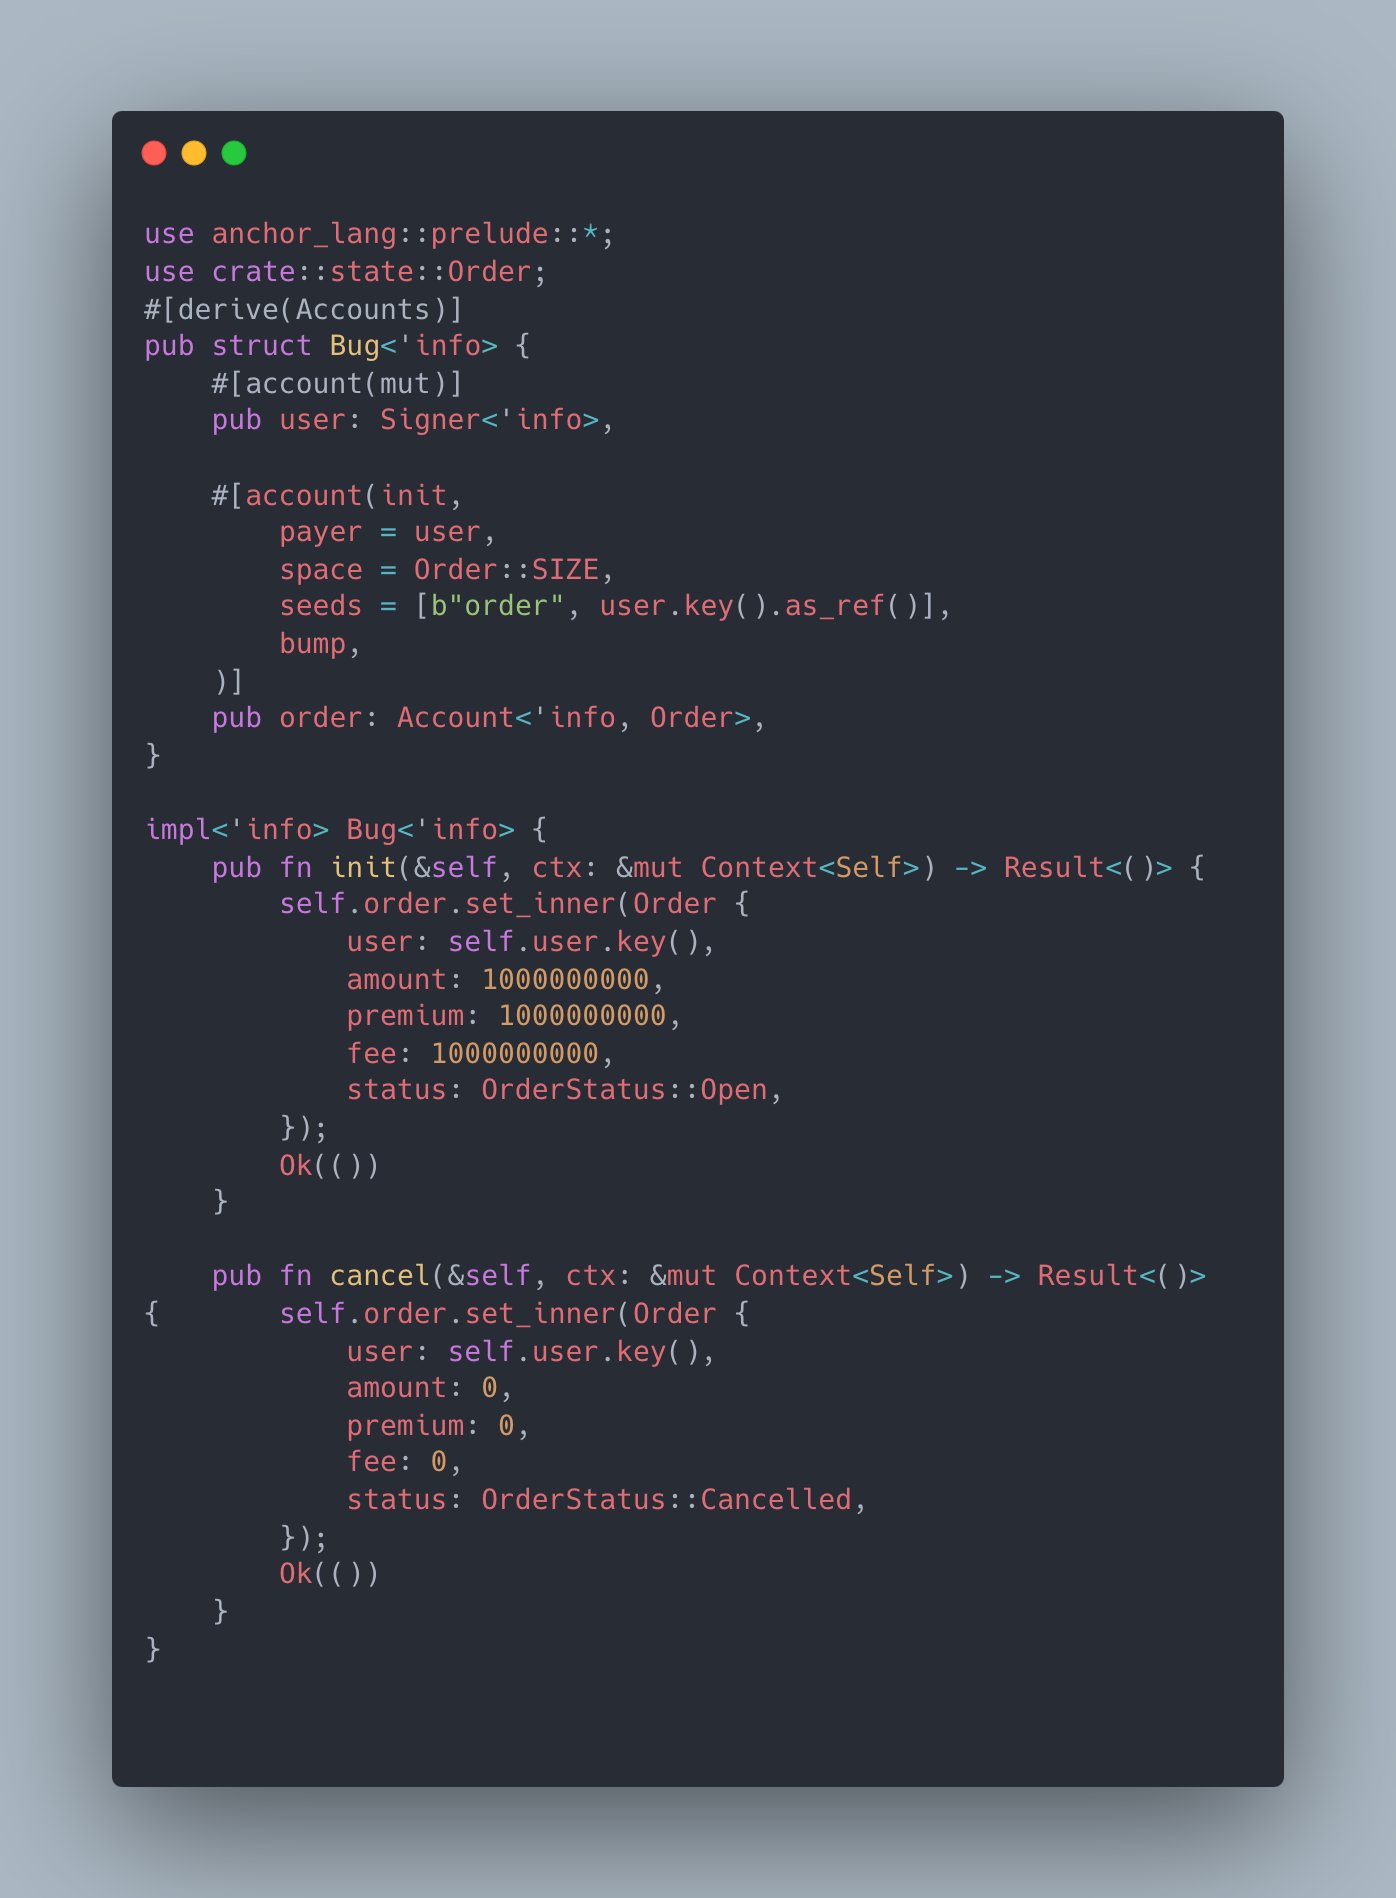 use anchor_lang::prelude::*;
use crate::state::Order;
#[derive(Accounts)]
pub struct Bug<'info> {
    #[account(mut)]
    pub user: Signer<'info>,

    #[account(init,
        payer = user,
        space = Order::SIZE,
        seeds = [b"order", user.key().as_ref()],
        bump,
    )]
    pub order: Account<'info, Order>,
}

impl<'info> Bug<'info> {
    pub fn init(&self, ctx: &mut Context<Self>) -> Result<()> {
        self.order.set_inner(Order {
            user: self.user.key(),
            amount: 1000000000,
            premium: 1000000000,
            fee: 1000000000,
            status: OrderStatus::Open,
        });
        Ok(())
    }

    pub fn cancel(&self, ctx: &mut Context<Self>) -> Result<()>
{       self.order.set_inner(Order {
            user: self.user.key(),
            amount: 0,
            premium: 0,
            fee: 0,
            status: OrderStatus::Cancelled,
        });
        Ok(())
    }
}